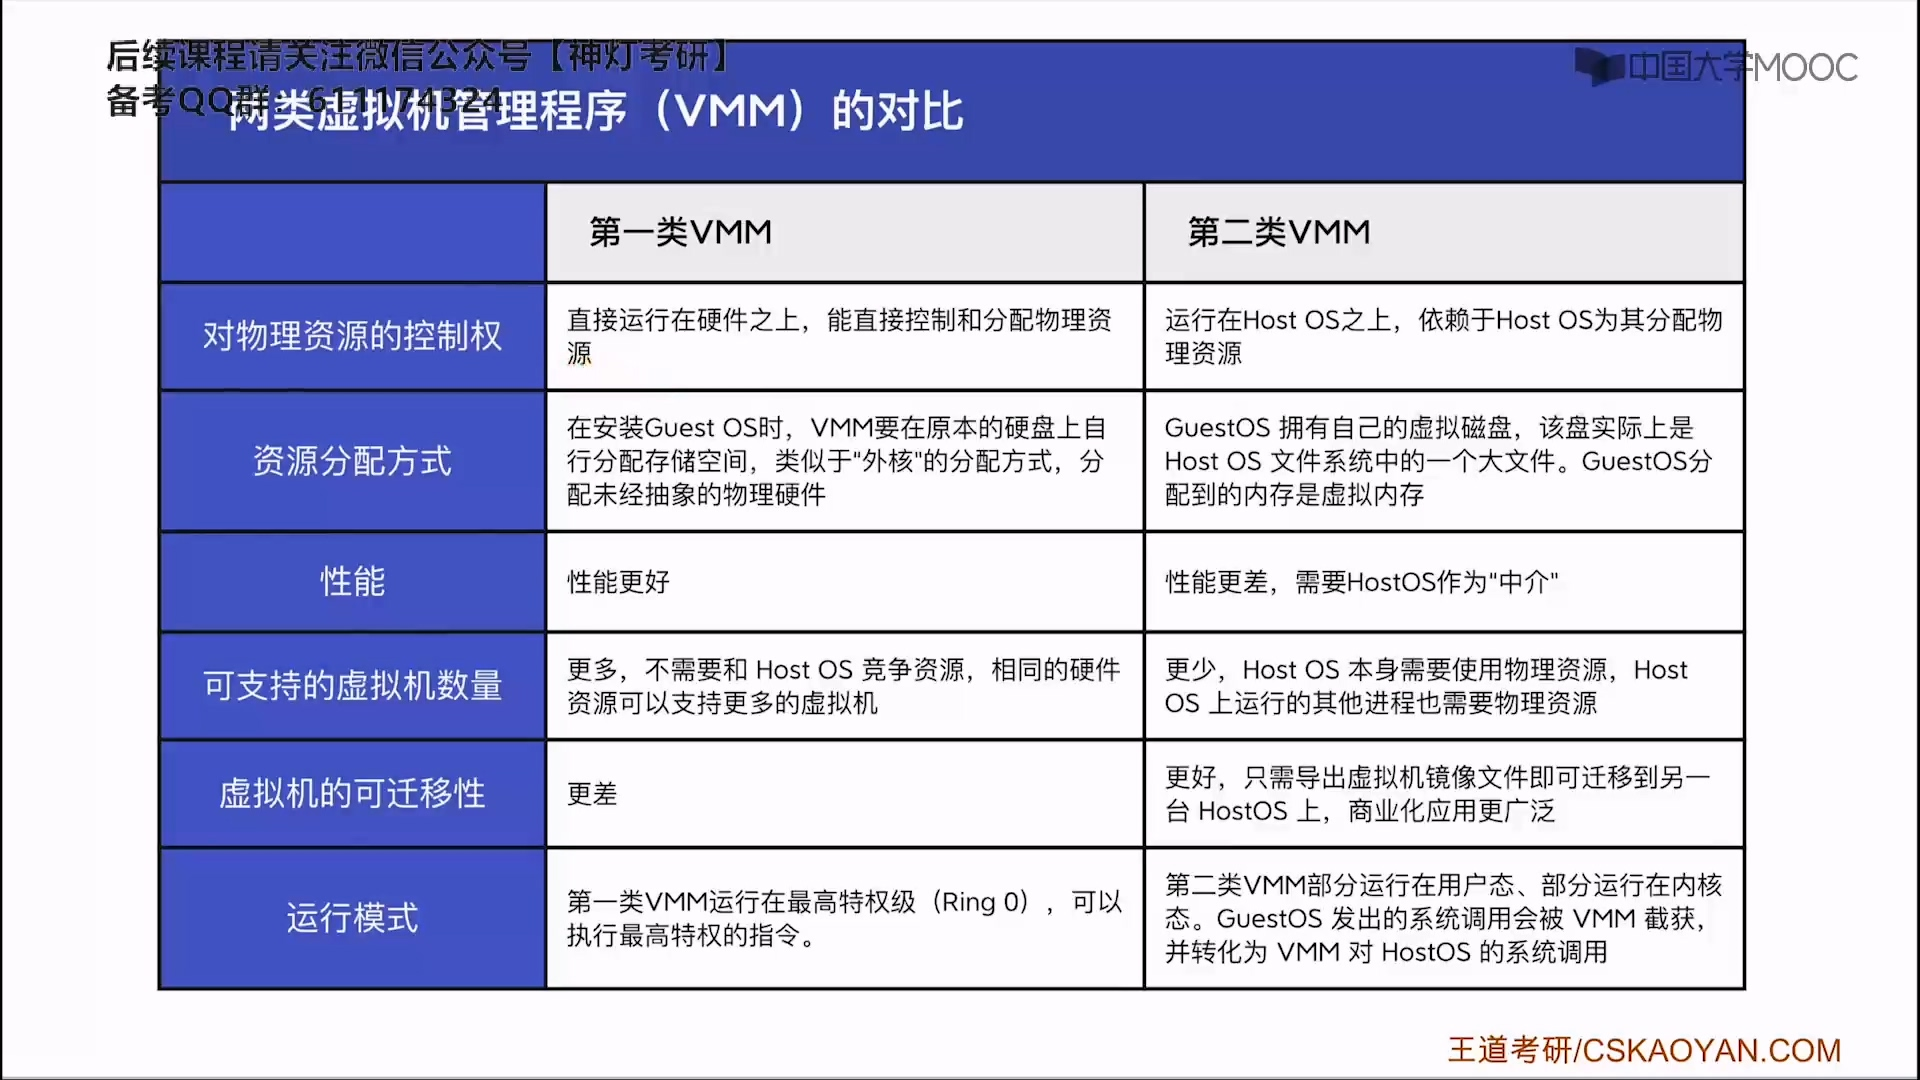 后续课程请关注微信公众号【神灯考研】
备考QQ群：611174324
中国大学MOOC
两类虚拟机管理程序（VMM）的对比
第一类VMM
第二类VMM
对物理资源的控制权
直接运行在硬件之上，能直接控制和分配物理资
源
运行在Host OS之上，依赖于Host OS为其分配物
理资源
资源分配方式
在安装Guest OS时，VMM要在原本的硬盘上自
行分配存储空间，类似于"外核"的分配方式，分
配未经抽象的物理硬件
GuestOS 拥有自己的虚拟磁盘，该盘实际上是
Host OS 文件系统中的一个大文件。GuestOS分
配到的内存是虚拟内存
性能
性能更好
性能更差，需要HostOS作为"中介"
可支持的虚拟机数量
更多，不需要和 Host OS 竞争资源，相同的硬件
资源可以支持更多的虚拟机
更少，Host OS 本身需要使用物理资源，Host
OS 上运行的其他进程也需要物理资源
虚拟机的可迁移性
更差
更好，只需导出虚拟机镜像文件即可迁移到另一
台 HostOS 上，商业化应用更广泛
运行模式
第一类VMM运行在最高特权级（Ring 0），可以
执行最高特权的指令。
第二类VMM部分运行在用户态、部分运行在内核
态。GuestOS 发出的系统调用会被 VMM 截获，
并转化为 VMM 对 HostOS 的系统调用
王道考研/CSKAOYAN.COM